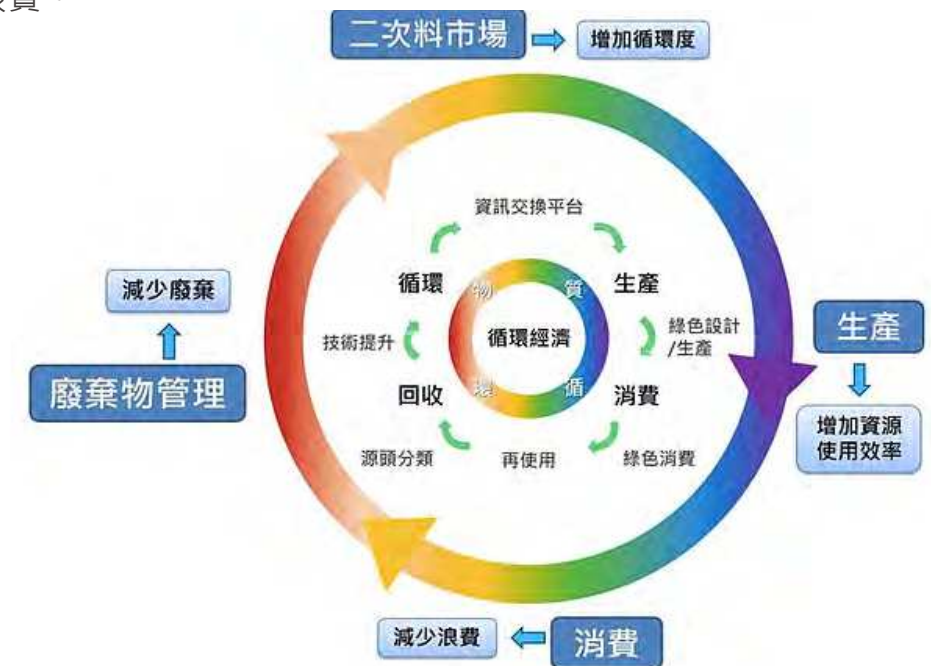 二次料市場
增加循環度
資訊交換平台
循環
生產
物質
減少廢棄
技術提升
循環經濟
綠色設計
/生產
生產
廢棄物管理
回收
環循
消費
增加資源
使用效率
源頭分類
再使用
綠色消費
減少浪費
消費